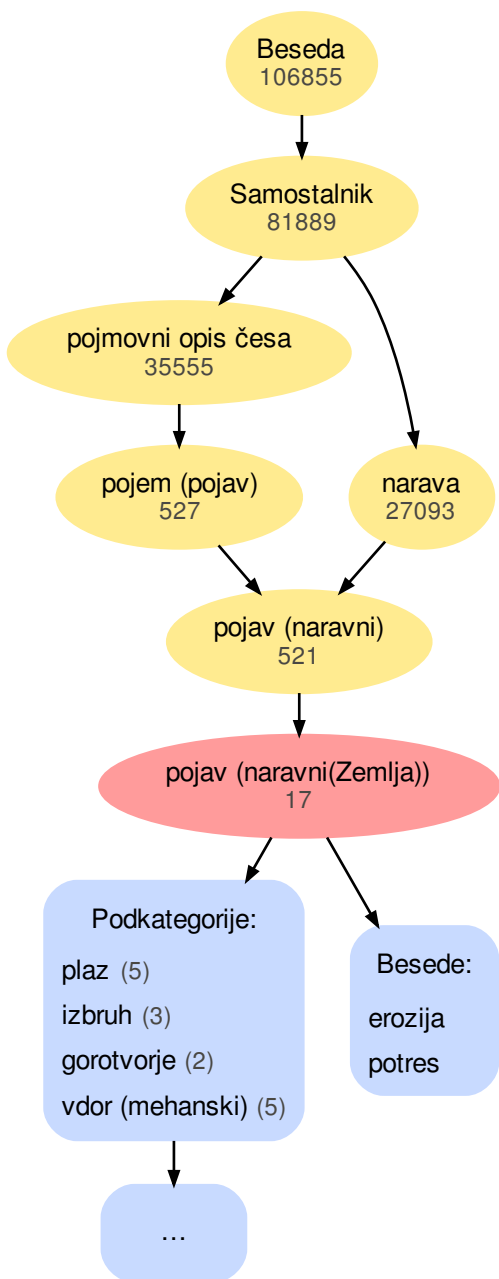 Beseda
106855
Samostalnik
81889
pojmovni opis česa
35555
pojem (pojav)
527
narava
27093
pojav (naravni)
521
pojav (naravni(Zemlja))
17
Podkategorije:
plaz (5)
izbruh (3)
gorotvorje (2)
vdor (mehanski) (5)
Besede:
erozija
potres
...